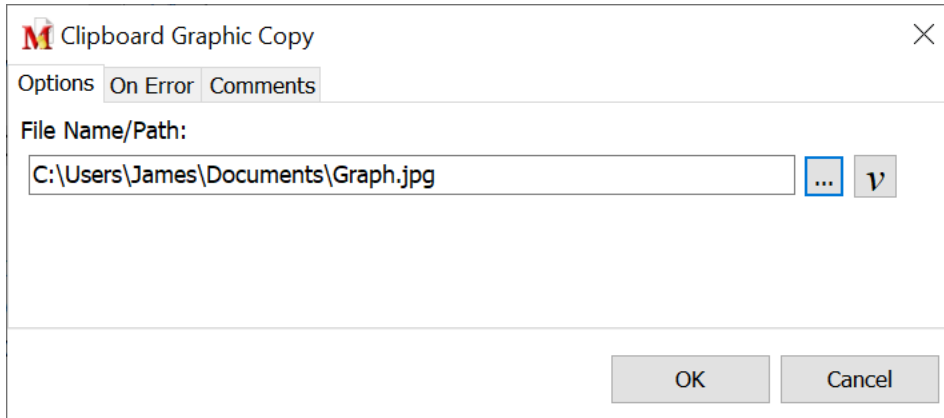 M Clipboard Graphic Copy
Options On Error Comments
File Name/Path:
C:\Users\James\Documents\Graph.jpg ... v
OK Cancel